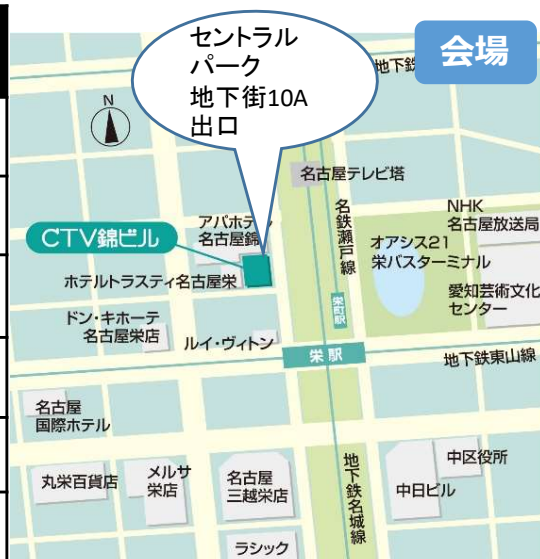 セントラル
パーク
地下街10A
出口
会場
地下鉄
N
名古屋テレビ塔
CTV錦ビル
アパホテル
名古屋錦
名鉄瀬戸線
NHK
名古屋放送局
オアシス21
栄バスターミナル
ホテルトラスティ名古屋栄
栄町駅
愛知芸術文化
センター
ドン・キホーテ
名古屋栄店
ルイ・ヴィトン
栄駅
地下鉄東山線
名古屋
国際ホテル
丸栄百貨店
メルサ
栄店
名古屋
三越栄店
地下鉄名城線
中区役所
中日ビル
ラシック